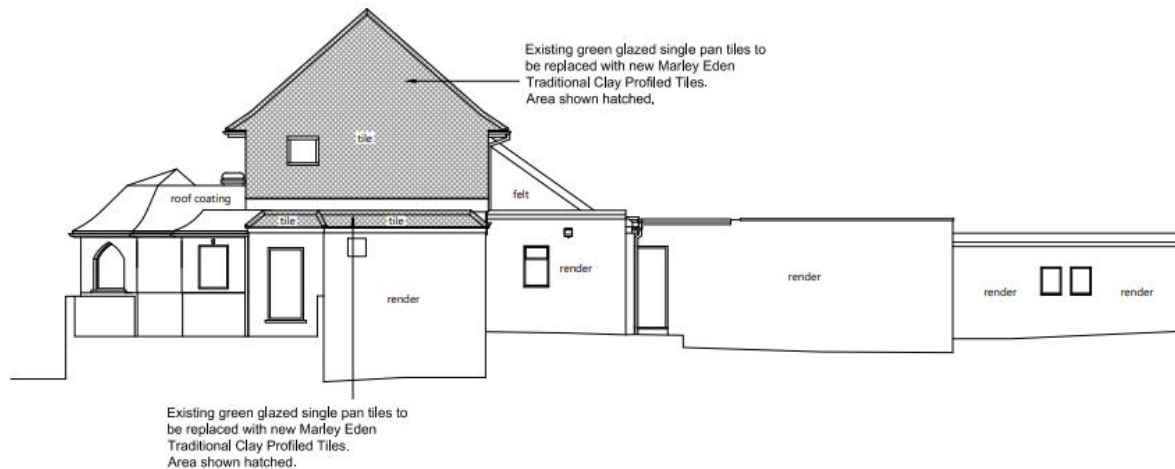 Existing green glazed single pan tiles to
be replaced with new Marley Eden
Traditional Clay Profiled Tiles.
Area shown hatched,
tile
roof coating
felt
tile
tile
render
render
render
render
render
Existing green glazed single pan tiles to
be replaced with new Marley Eden
Traditional Clay Profiled Tiles.
Area shown hatched.